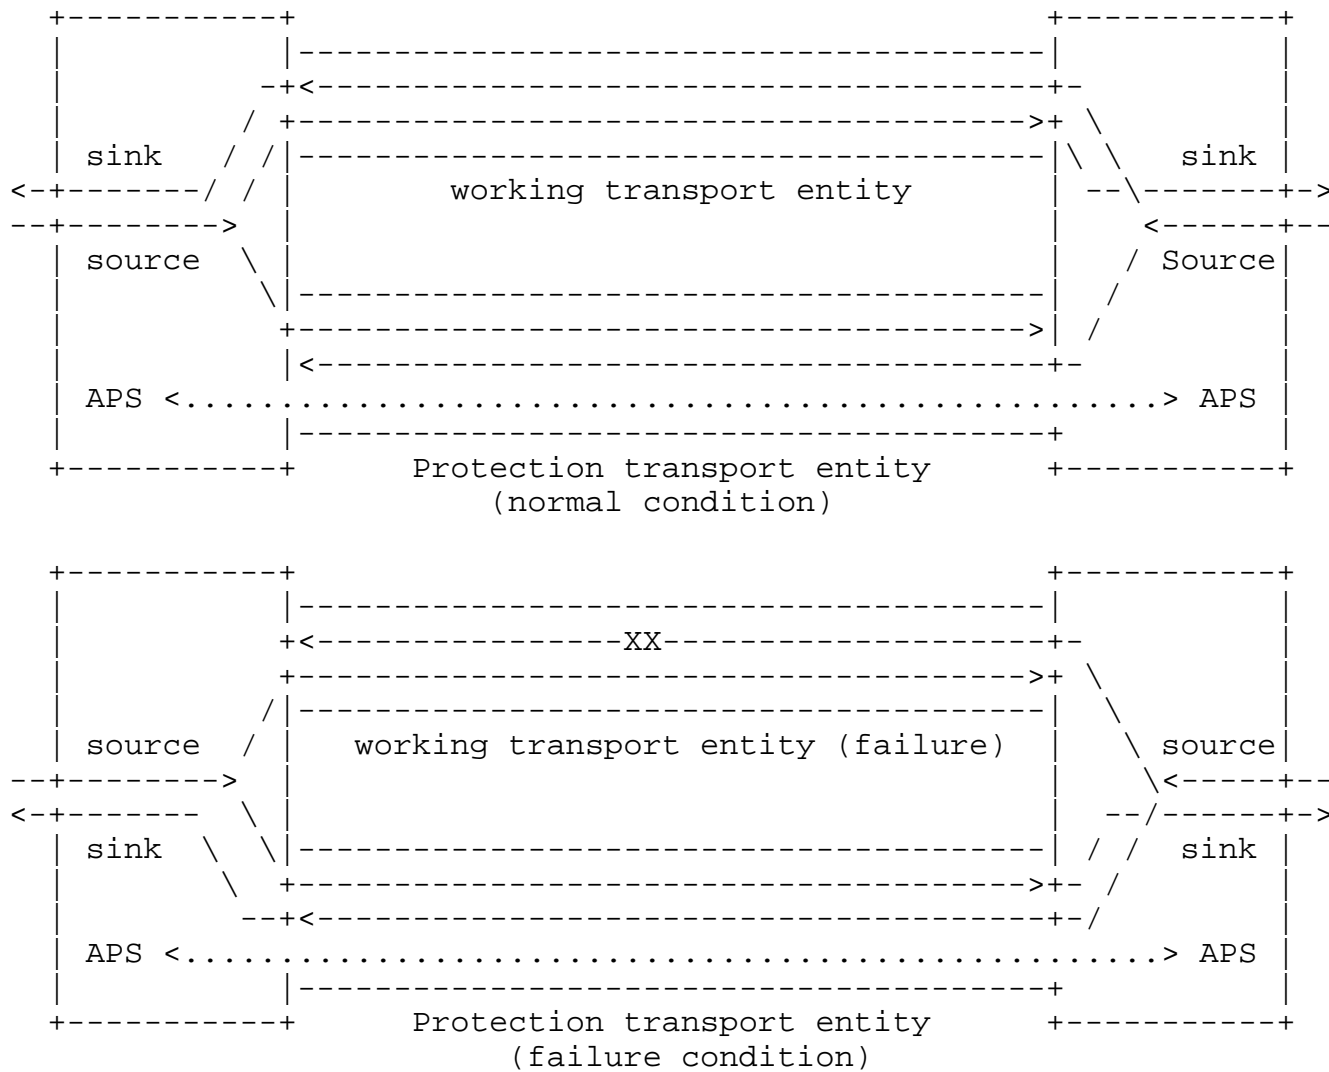 sink sink
working transport entity
source Source
APS APS
Protection transport entity
(normal condition)
XX
source working transport entity (failure) source
sink sink
APS APS
Protection transport entity
(failure condition)